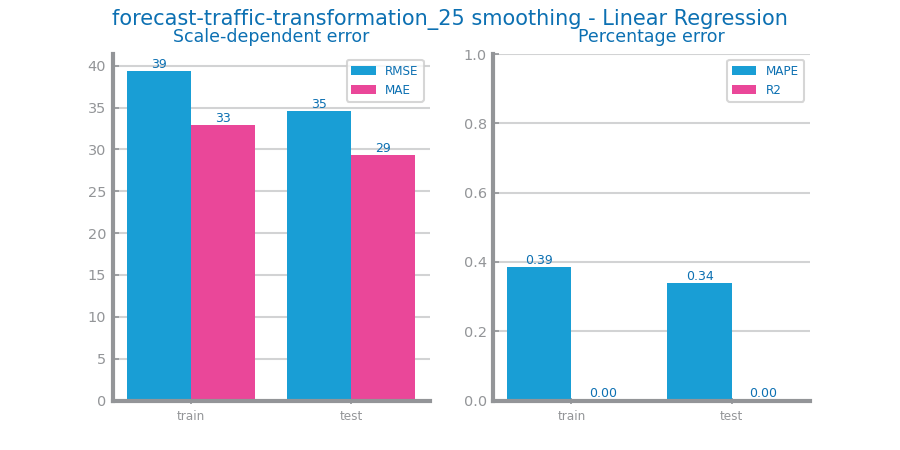 forecast-traffic-transformation_25 smoothing - Linear Regression
Scale-dependent error
40
35
30
25
20
15
10
5
0
39
33
35
29
RMSE
MAE
train
test
Percentage error
1.0
0.8
0.6
0.4
0.2
0.0
0.39
0.00
0.34
0.00
MAPE
R2
train
test